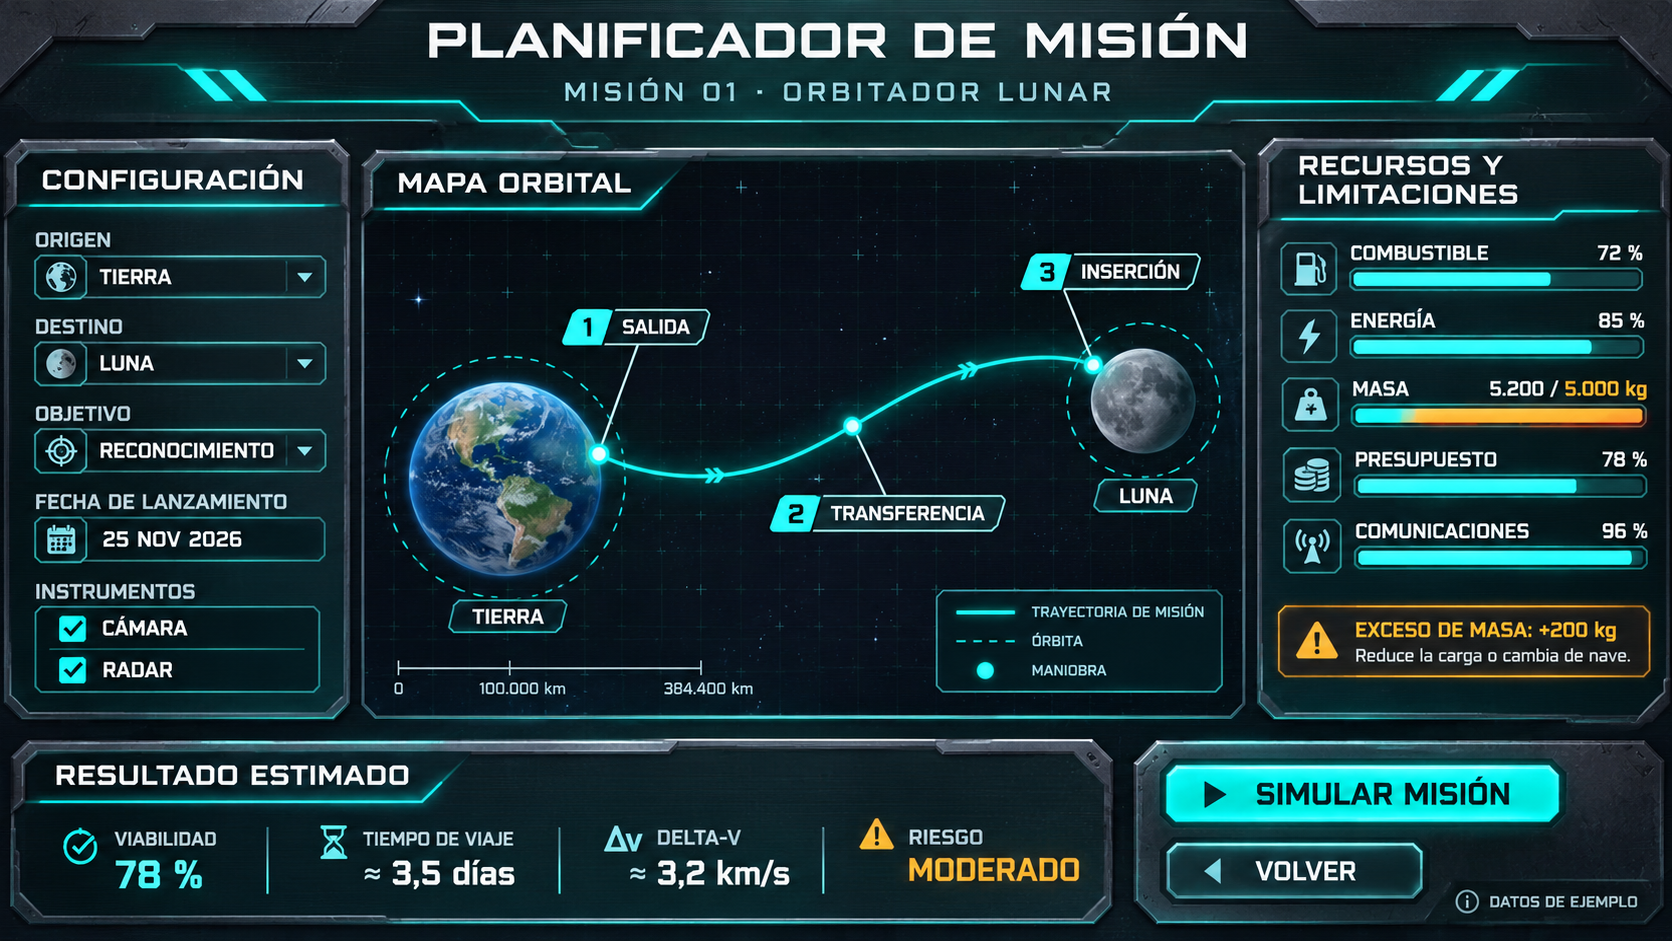 PLANIFICADOR DE MISIÓN
MISIÓN 01 · ORBITADOR LUNAR
CONFIGURACIÓN
ORIGEN
TIERRA
DESTINO
LUNA
OBJETIVO
RECONOCIMIENTO
FECHA DE LANZAMIENTO
25 NOV 2026
INSTRUMENTOS
CÁMARA
RADAR
MAPA ORBITAL
1 SALIDA
2 TRANSFERENCIA
3 INSERCIÓN
TIERRA
LUNA
0 100.000 km 384.400 km
TRAYECTORIA DE MISIÓN
ÓRBITA
MANIOBRA
RECURSOS Y
LIMITACIONES
COMBUSTIBLE 72 %
ENERGÍA 85 %
MASA 5.200 / 5.000 kg
PRESUPUESTO 78 %
COMUNICACIONES 96 %
EXCESO DE MASA: +200 kg
Reduce la carga o cambia de nave.
RESULTADO ESTIMADO
VIABILIDAD
78 %
TIEMPO DE VIAJE
≈ 3,5 días
Δv DELTA-V
≈ 3,2 km/s
RIESGO
MODERADO
SIMULAR MISIÓN
VOLVER
DATOS DE EJEMPLO